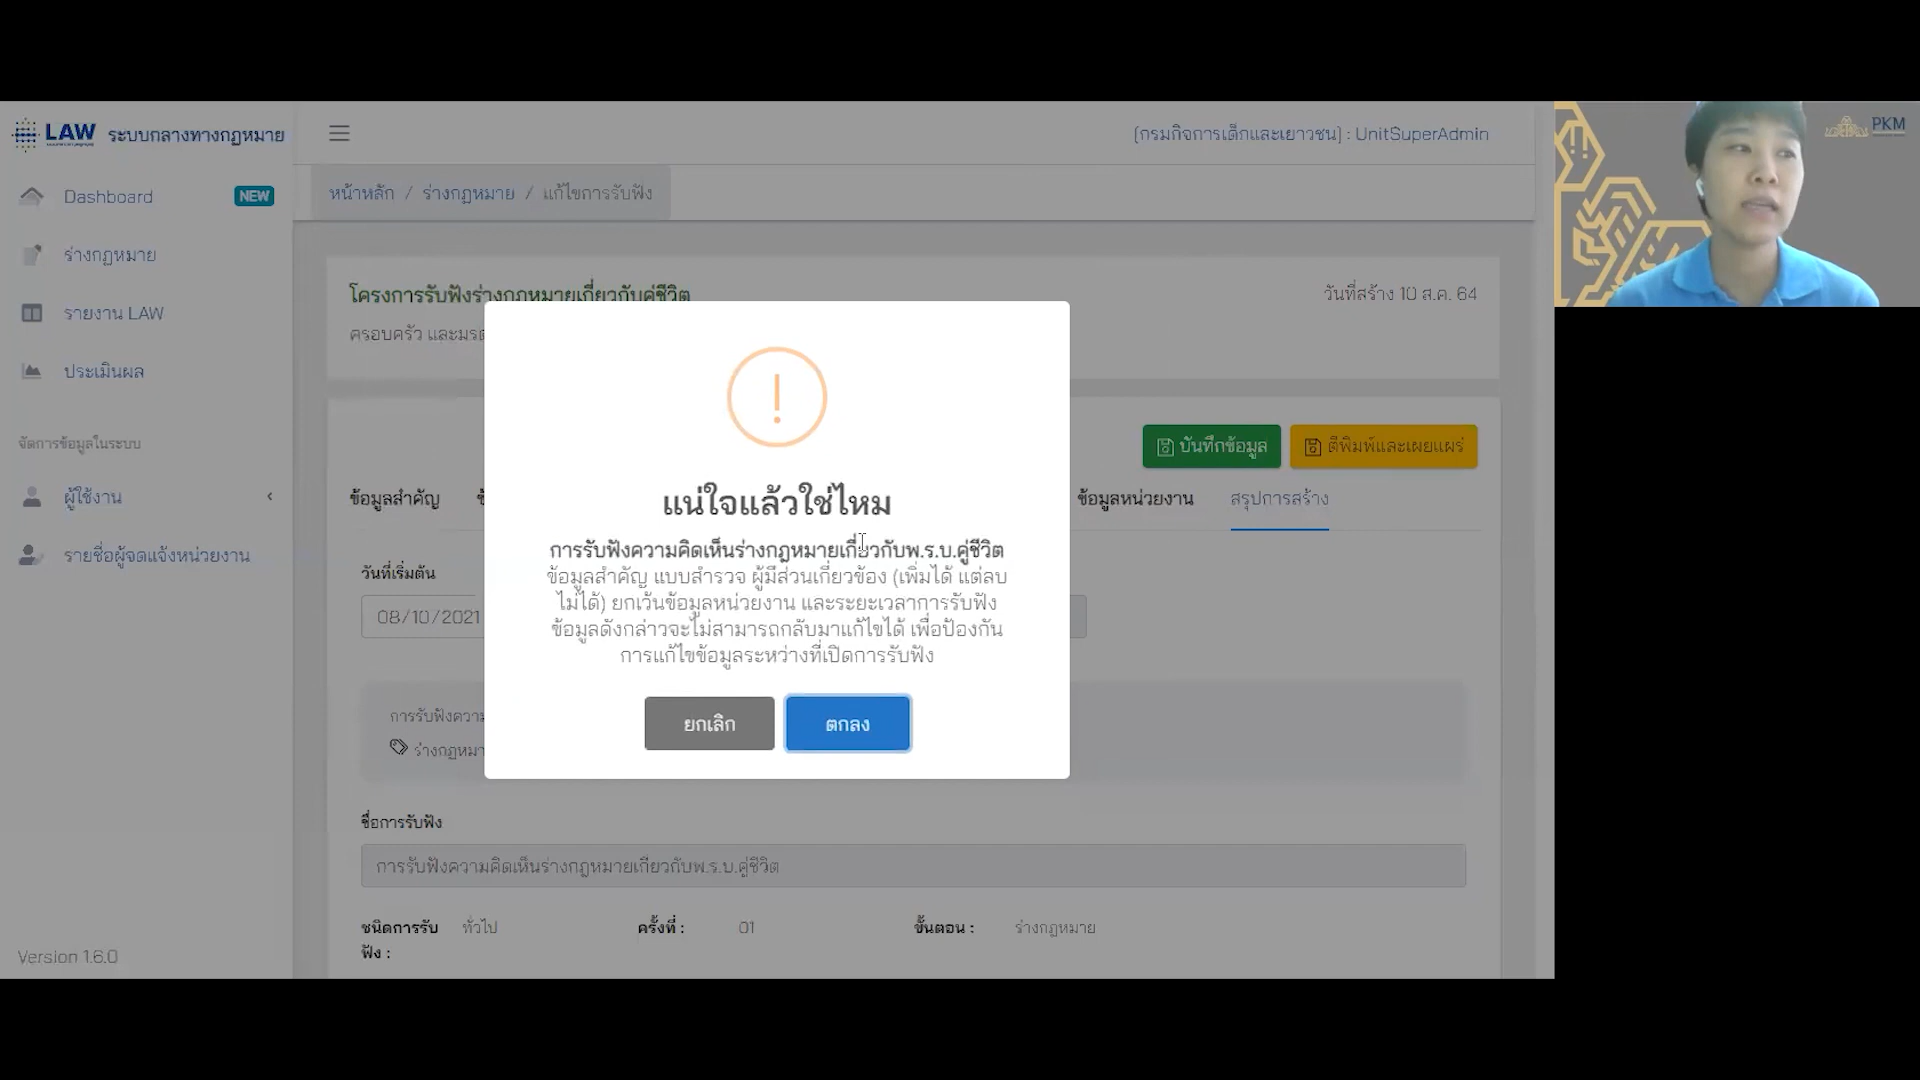 LAW ระบบกลางทางกฎหมาย
(กรมกิจการเด็กและเยาวชน) : UnitSuperAdmin
PKM
Dashboard NEW
หน้าหลัก / ร่างกฎหมาย / แก้ไขการรับฟัง
ร่างกฎหมาย
รายงาน LAW
ประเมินผล
จัดการข้อมูลในระบบ
ผู้ใช้งาน
รายชื่อผู้จดแจ้งหน่วยงาน
Version 1.6.0
โครงการรับฟังร่างกฎหมายเกี่ยวกับคู่ชีวิต
วันที่สร้าง 10 ส.ค. 64
ครอบครัว และมรด
บันทึกข้อมูล
ตีพิมพ์และเผยแพร่
ข้อมูลสำคัญ
ข้อมูลหน่วยงาน
สรุปการสร้าง
วันที่เริ่มต้น
08/10/2021
แน่ใจแล้วใช่ไหม
การรับฟังความคิดเห็นร่างกฎหมายเกี่ยวกับพ.ร.บ.คู่ชีวิต
ข้อมูลสำคัญ แบบสำรวจ ผู้มีส่วนเกี่ยวข้อง (เพิ่มได้ แต่ลบ
ไม่ได้) ยกเว้นข้อมูลหน่วยงาน และระยะเวลาการรับฟัง
ข้อมูลดังกล่าวจะไม่สามารถกลับมาแก้ไขได้ เพื่อป้องกัน
การแก้ไขข้อมูลระหว่างที่เปิดการรับฟัง
ยกเลิก
ตกลง
การรับฟังความ
ร่างกฎหมา
ชื่อการรับฟัง
การรับฟังความคิดเห็นร่างกฎหมายเกี่ยวกับพ.ร.บ.คู่ชีวิต
ชนิดการรับ ทั่วไป ครั้งที่ : 01 ขั้นตอน : ร่างกฎหมาย
ฟัง :